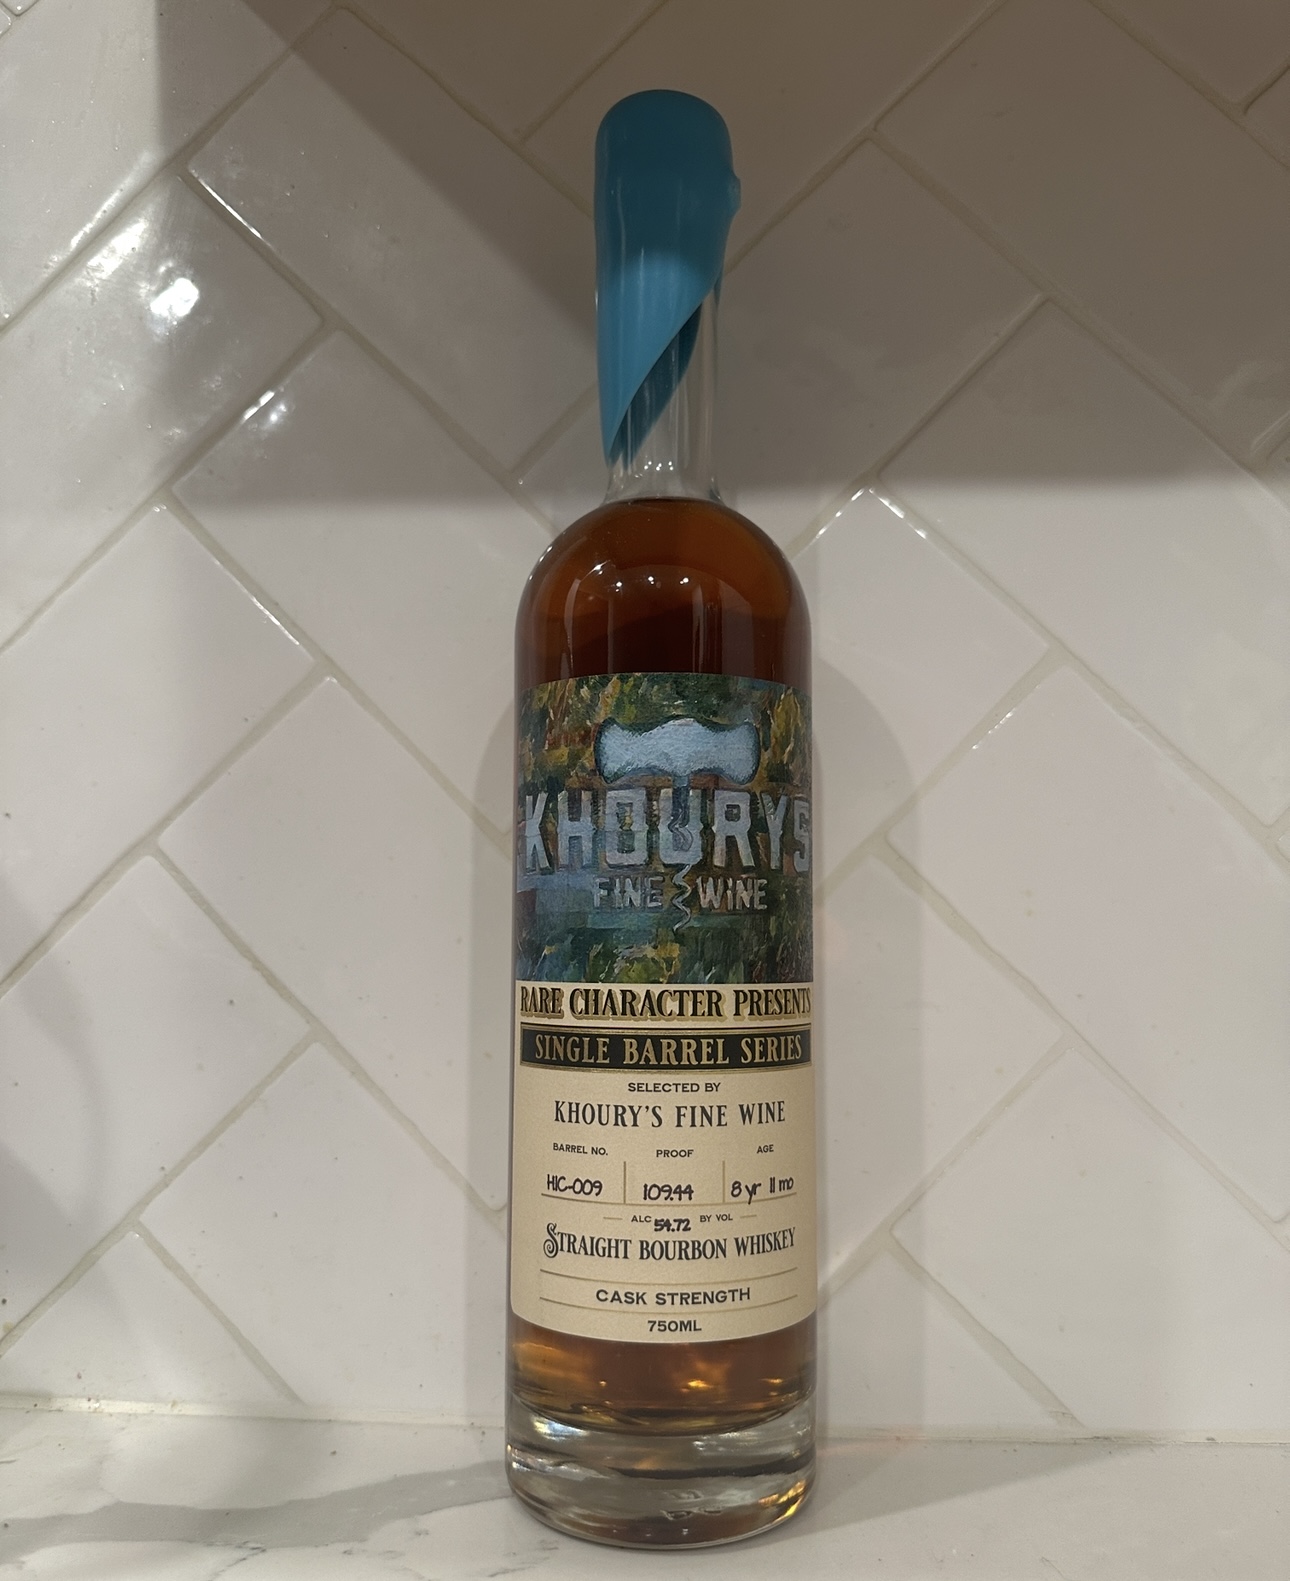 KHOURYS
FINE WINE
RARE CHARACTER PRESENTS
SINGLE BARREL SERIES
SELECTED BY
KHOURY'S FINE WINE
BARREL NO. PROOF AGE
HIC-009 109.44 8 yr 11 mo
ALC 54.72 BY VOL
STRAIGHT BOURBON WHISKEY
CASK STRENGTH
750ML